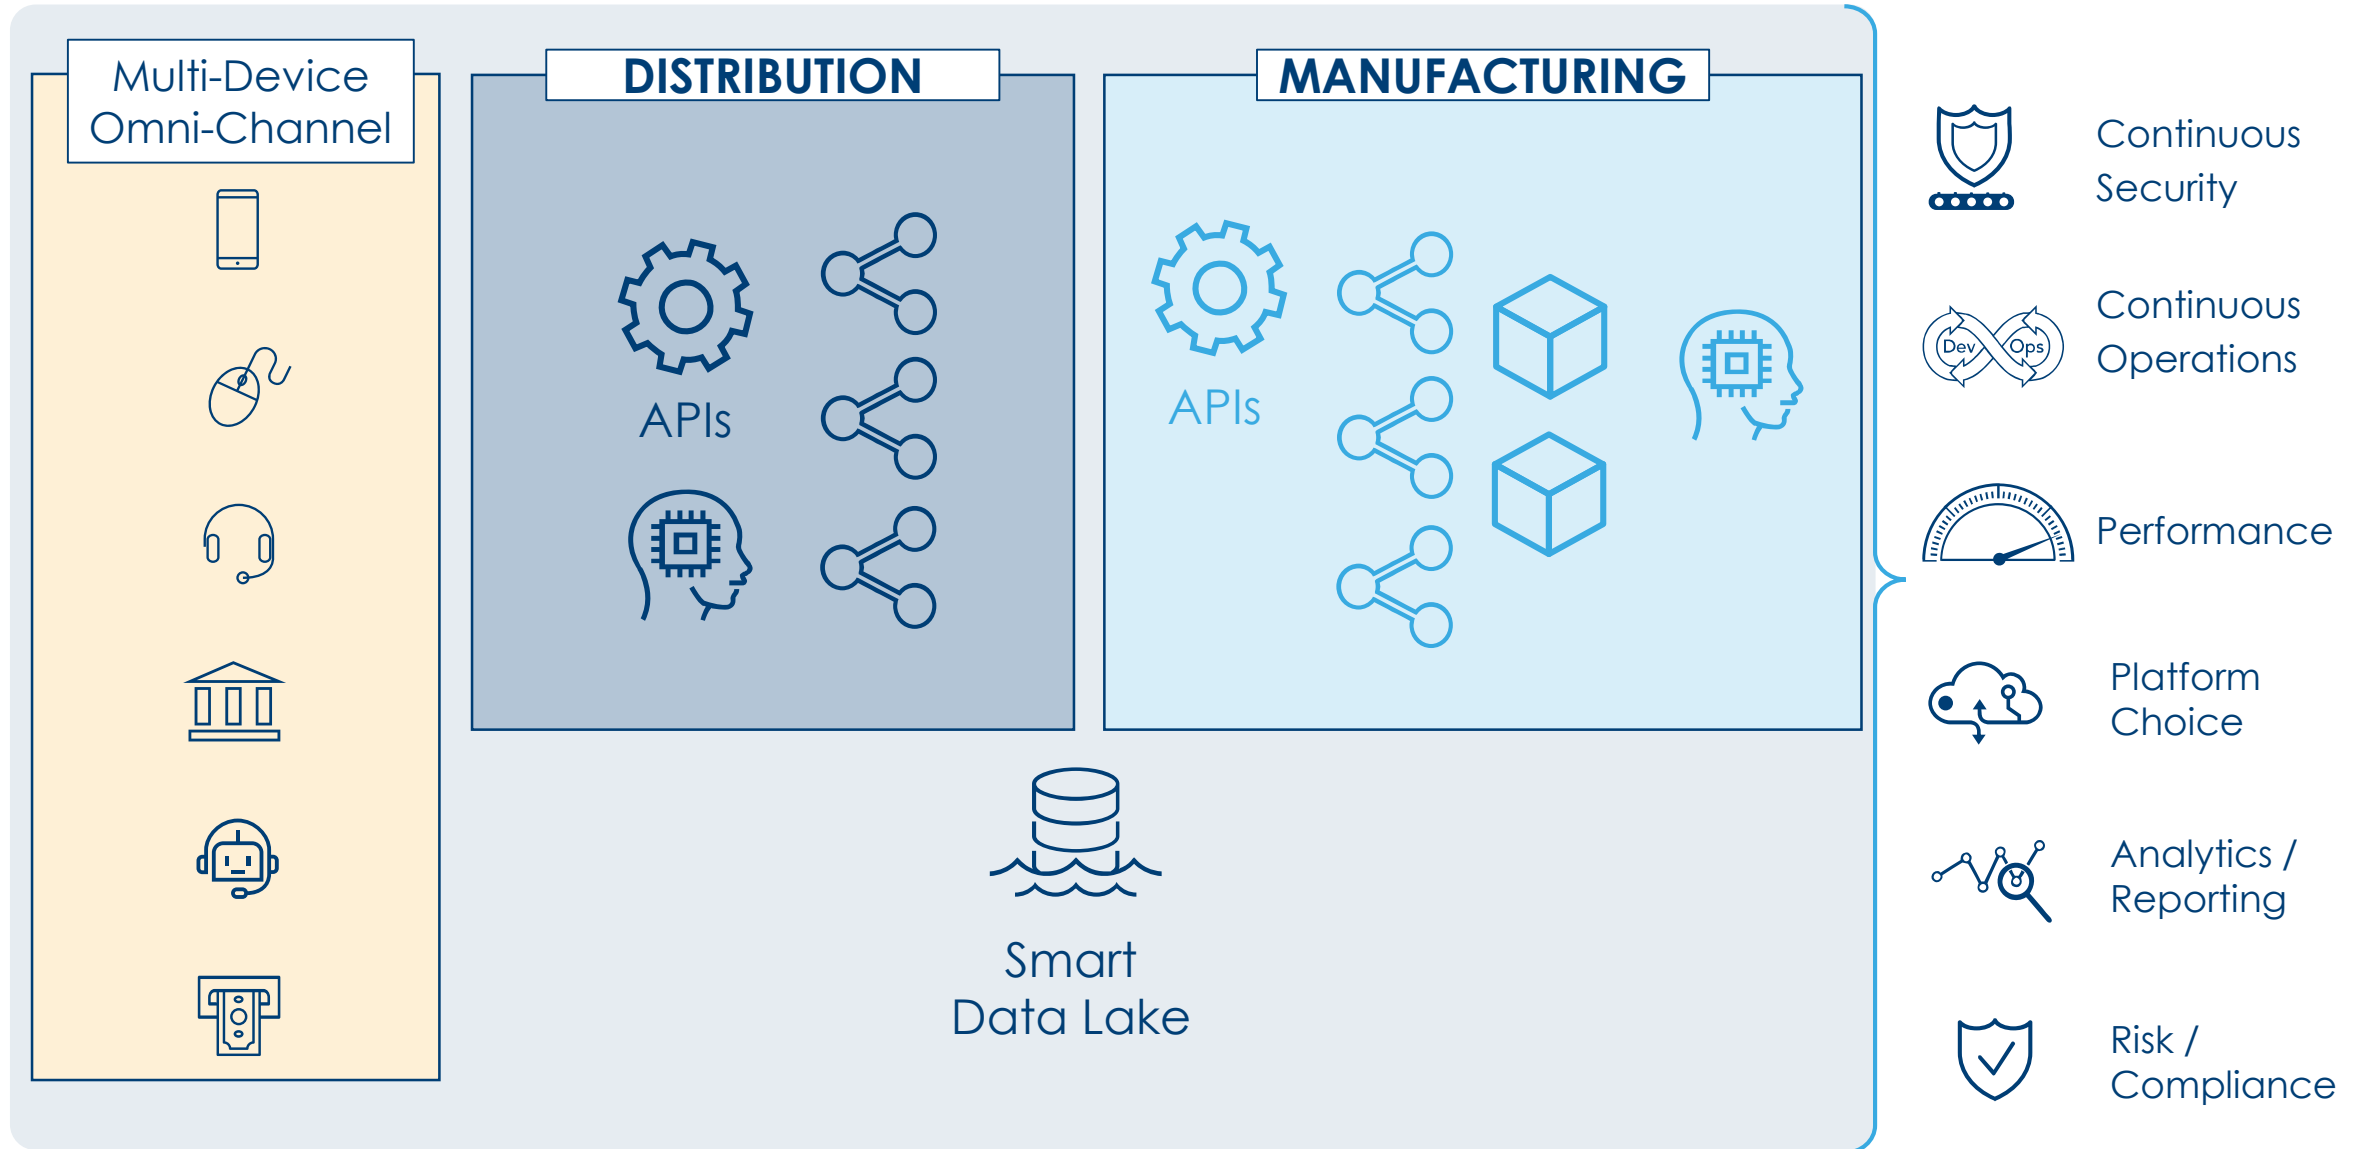 Multi-Device
Omni-Channel
DISTRIBUTION
APIs
MANUFACTURING
APIs
Smart
Data Lake
Continuous
Security
Dev Ops
Continuous
Operations
Performance
Platform
Choice
Analytics /
Reporting
Risk /
Compliance